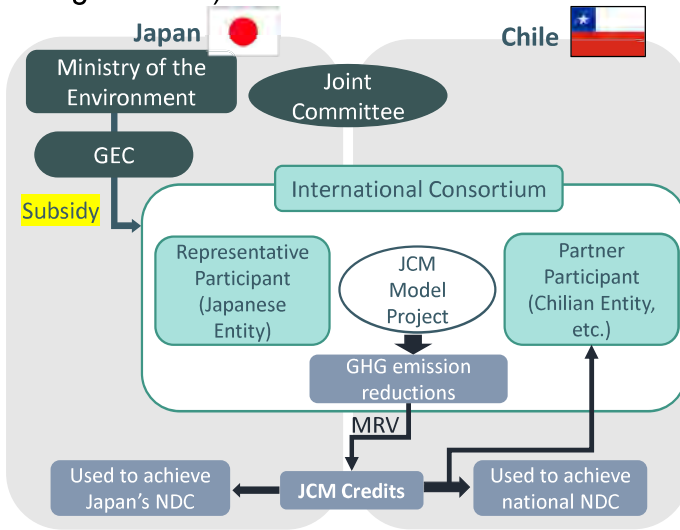 Japan
Chile
Ministry of the
Environment
Joint
Committee
GEC
Subsidy
International Consortium
Representative
Participant
(Japanese
Entity)
JCM
Model
Project
Partner
Participant
(Chilian Entity,
etc.)
GHG emission
reductions
MRV
Used to achieve
Japan's NDC
JCM Credits
Used to achieve
national NDC